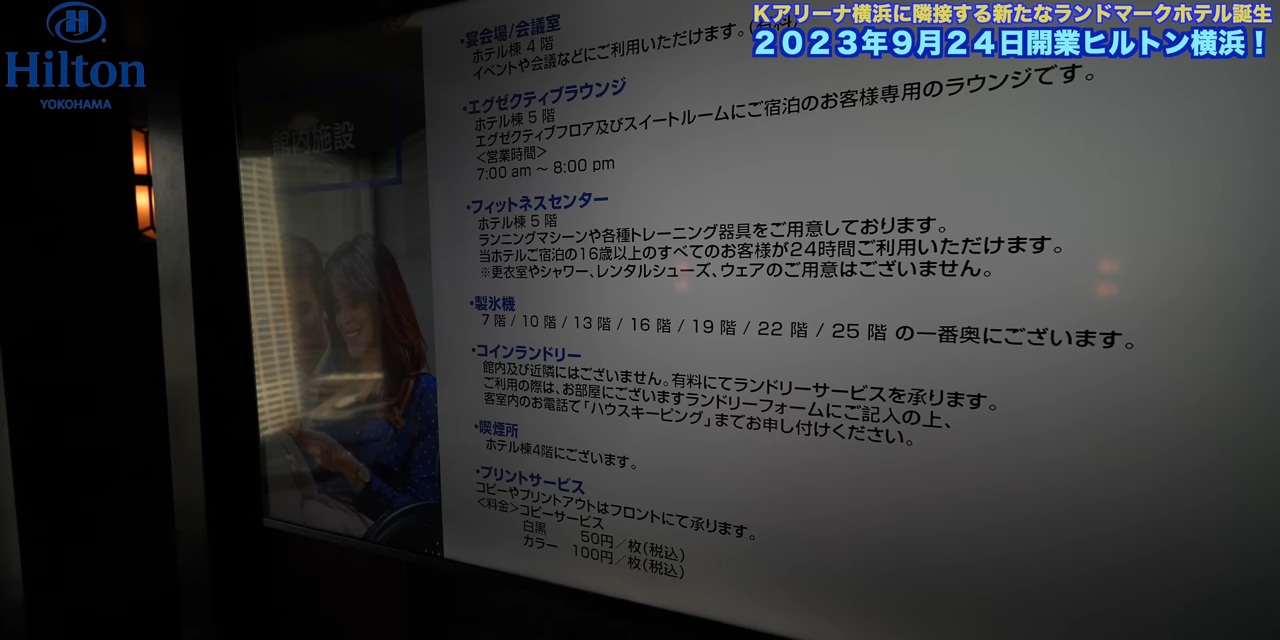 Hilton
YOKOHAMA
Kアリーナ横浜に隣接する新たなランドマークホテル誕生
2023年9月24日開業ヒルトン横浜！
館内施設
・宴会場/会議室
ホテル棟 4 階
イベントや会議などにご利用いただけます。(有料)
・エグゼクティブラウンジ
ホテル棟 5 階
エグゼクティブフロア及びスイートルームにご宿泊のお客様専用のラウンジです。
<営業時間>
7:00 am ～ 8:00 pm
・フィットネスセンター
ホテル棟 5 階
ランニングマシーンや各種トレーニング器具をご用意しております。
当ホテルご宿泊の16歳以上のすべてのお客様が24時間ご利用いただけます。
※更衣室やシャワー、レンタルシューズ、ウェアのご用意はございません。
・製氷機
7 階 / 10 階 / 13 階 / 16 階 / 19 階 / 22 階 / 25 階 の一番奥にございます。
・コインランドリー
館内及び近隣にはございません。有料にてランドリーサービスを承ります。
ご利用の際は、お部屋にございますランドリーフォームにご記入の上、
客室内のお電話で「ハウスキーピング」までお申し付けください。
・喫煙所
ホテル棟4階にございます。
・プリントサービス
コピーやプリントアウトはフロントにて承ります。
<料金>コピーサービス
白黒 50円／枚(税込)
カラー 100円／枚(税込)